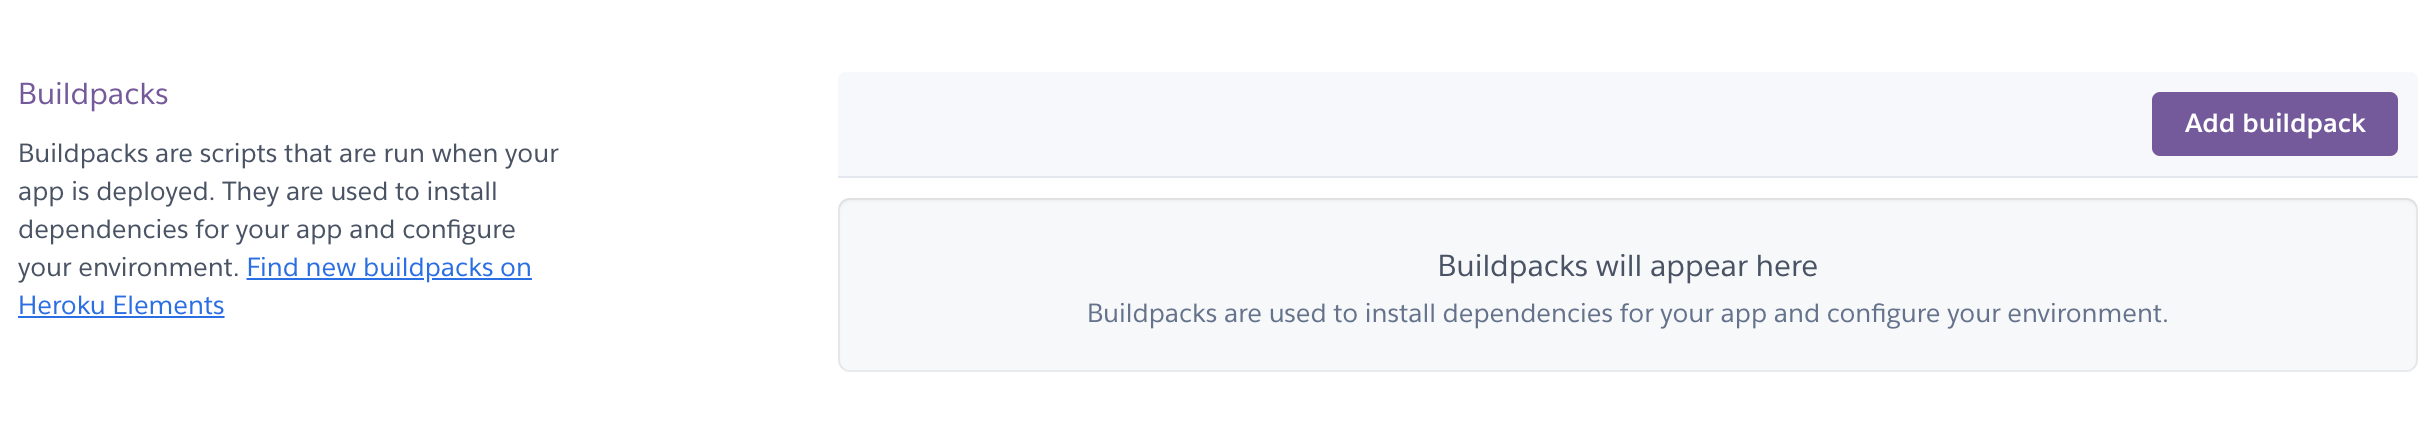 Buildpacks
Buildpacks are scripts that are run when your
app is deployed. They are used to install
dependencies for your app and configure
your environment. Find new buildpacks on
Heroku Elements
Add buildpack
Buildpacks will appear here
Buildpacks are used to install dependencies for your app and configure your environment.